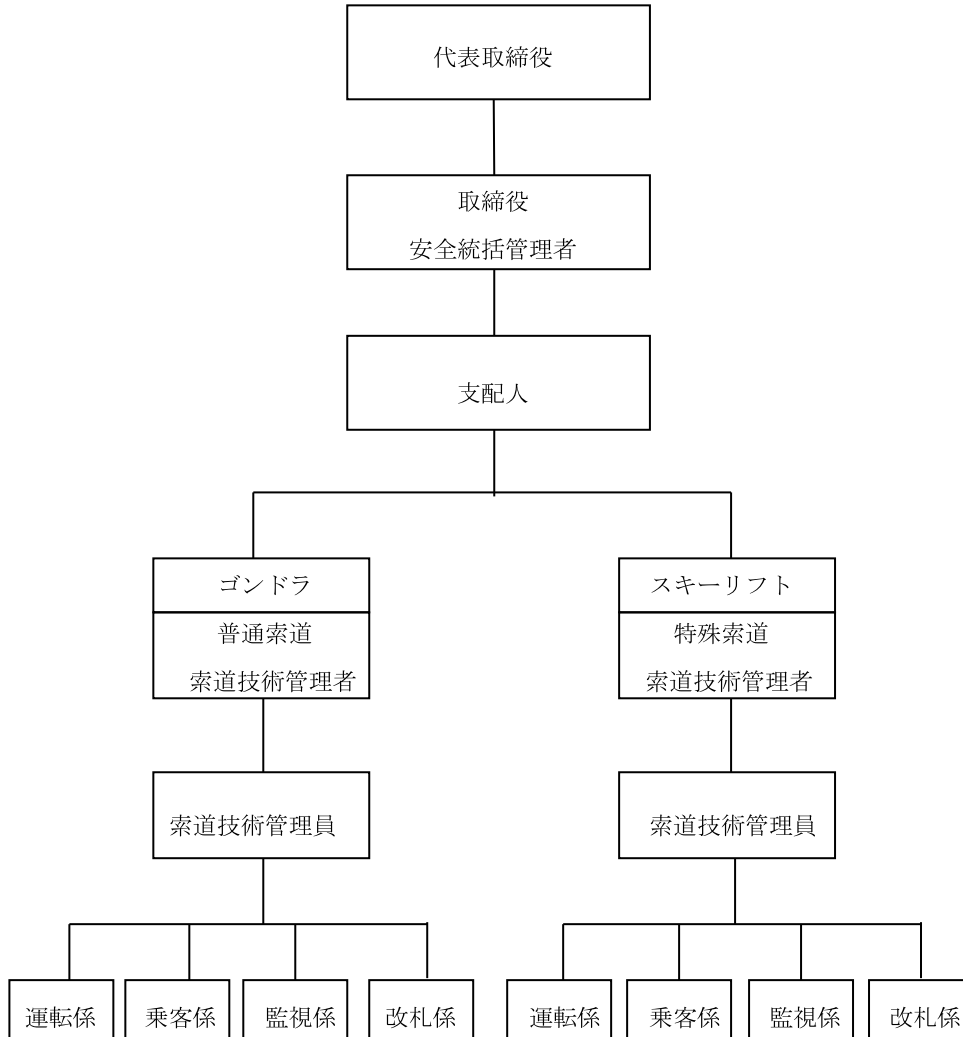 代表取締役
取締役
安全統括管理者
支配人
ゴンドラ
普通索道
索道技術管理者
スキーリフト
特殊索道
索道技術管理者
索道技術管理員
索道技術管理員
運転係
乗客係
監視係
改札係
運転係
乗客係
監視係
改札係